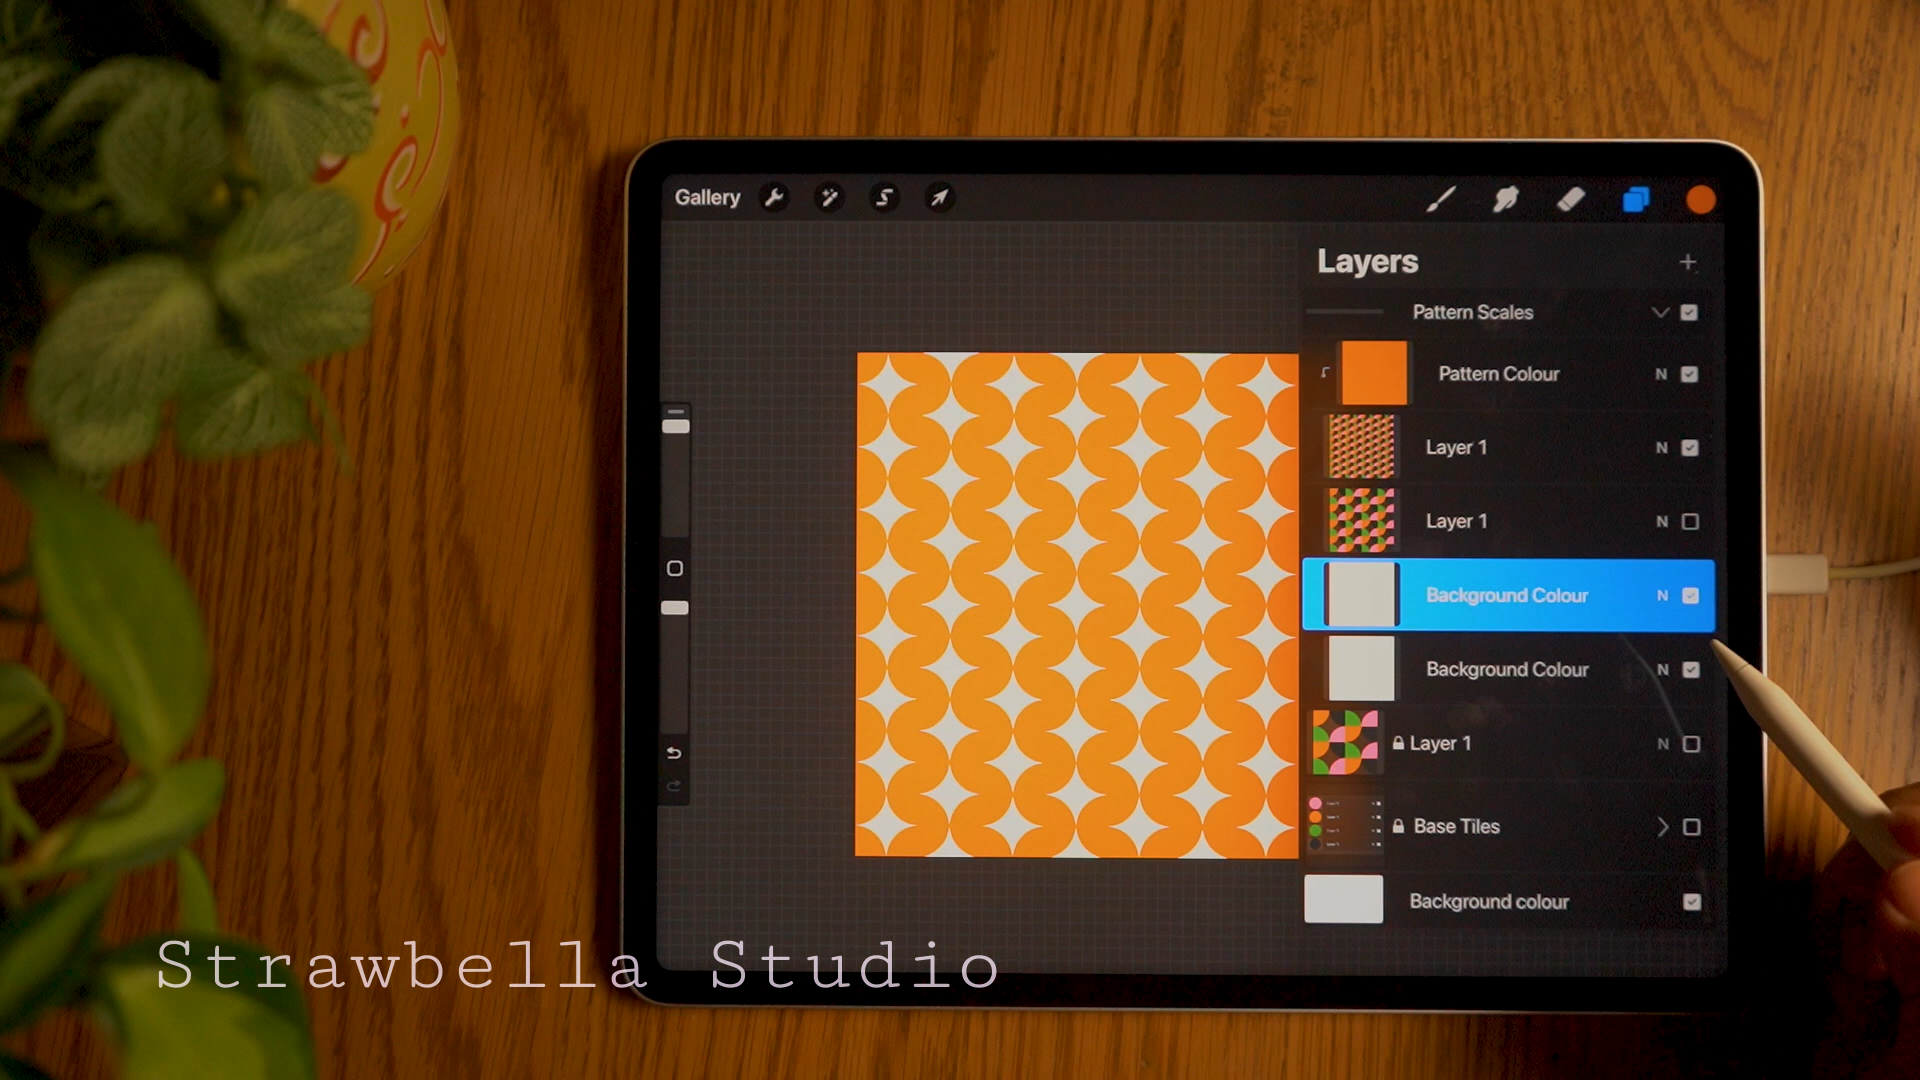 Gallery
Layers
Pattern Scales
Pattern Colour N
Layer 1 N
Layer 1 N
Background Colour N
Background Colour N
Layer 1 N
Base Tiles
Background colour
Strawbella Studio